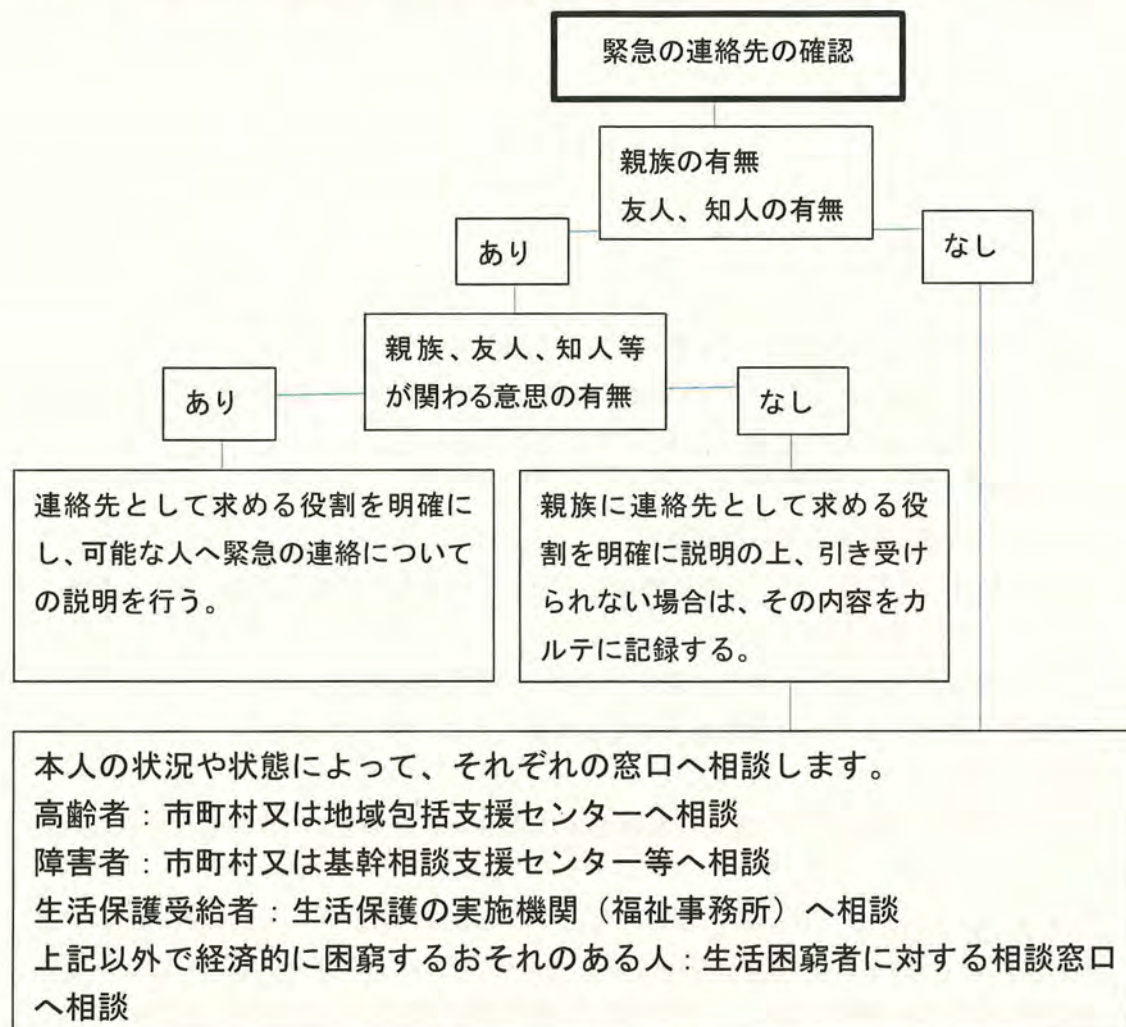 緊急の連絡先の確認
親族の有無
友人、知人の有無
あり
なし
親族、友人、知人等
が関わる意思の有無
あり
なし
連絡先として求める役割を明確に
し、可能な人へ緊急の連絡について
の説明を行う。
親族に連絡先として求める役
割を明確に説明の上、引き受け
られない場合は、その内容をカ
ルテに記録する。
本人の状況や状態によって、それぞれの窓口へ相談します。
高齢者：市町村又は地域包括支援センターへ相談
障害者：市町村又は基幹相談支援センター等へ相談
生活保護受給者：生活保護の実施機関（福祉事務所）へ相談
上記以外で経済的に困窮するおそれのある人：生活困窮者に対する相談窓口
へ相談